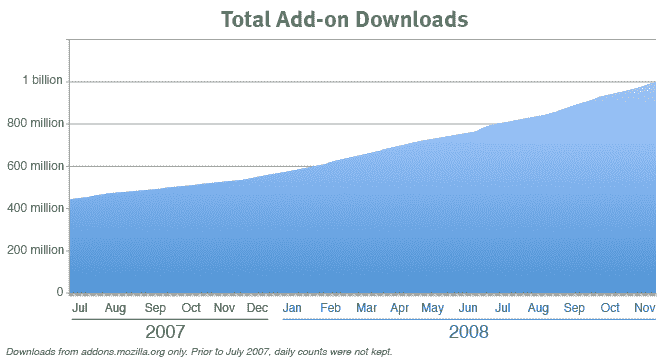 Total Add-on Downloads
1 billion
800 million
600 million
400 million
200 million
0
Jul Aug Sep Oct Nov Dec Jan Feb Mar Apr May Jun Jul Aug Sep Oct Nov
2007 2008
Downloads from addons.mozilla.org only. Prior to July 2007, daily counts were not kept.